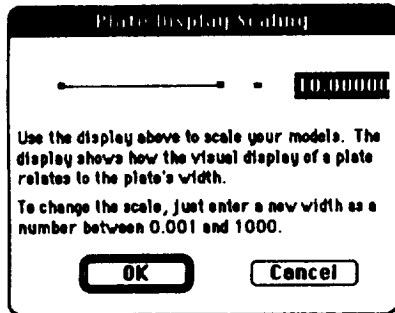 Plate Display Scaling
10.00000
Use the display above to scale your models. The
display shows how the visual display of a plate
relates to the plate's width.
To change the scale, just enter a new width as a
number between 0.001 and 1000.
OK
Cancel